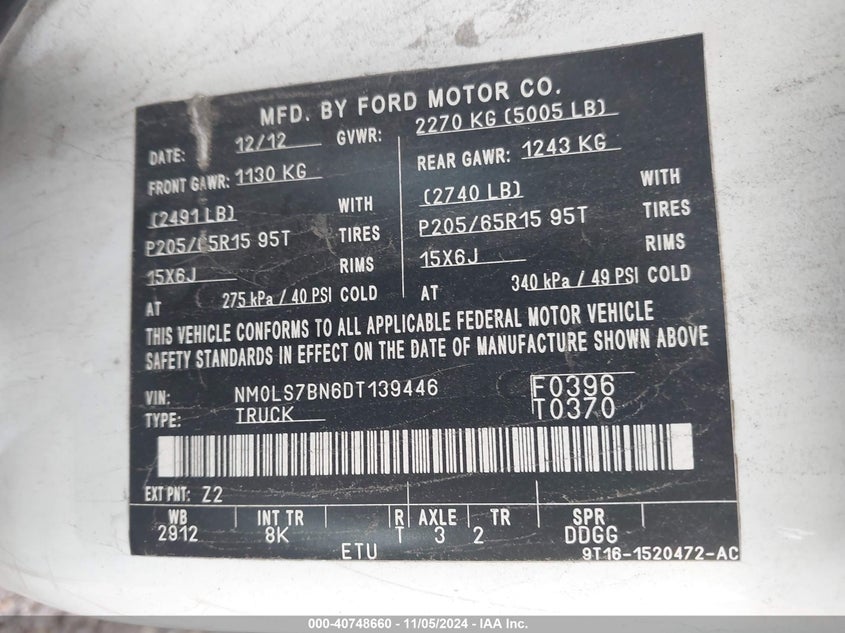 MFD. BY FORD MOTOR CO.
DATE: 12/12 GVWR: 2270 KG (5005 LB)
FRONT GAWR: 1130 KG REAR GAWR: 1243 KG
(2491 LB) WITH (2740 LB) WITH
P205/65R15 95T TIRES P205/65R15 95T TIRES
15X6J RIMS 15X6J RIMS
AT 275 kPa / 40 PSI COLD AT 340 kPa / 49 PSI COLD
THIS VEHICLE CONFORMS TO ALL APPLICABLE FEDERAL MOTOR VEHICLE
SAFETY STANDARDS IN EFFECT ON THE DATE OF MANUFACTURE SHOWN ABOVE
VIN: NM0LS7BN6DT139446 F0396
TYPE: TRUCK T0370
EXT PNT: Z2
WB INT TR R AXLE TR SPR
2912 8K T 3 2 DDGG
ETU 9T16-1520472-AC
000-40748660 - 11/05/2024 - IAA Inc.